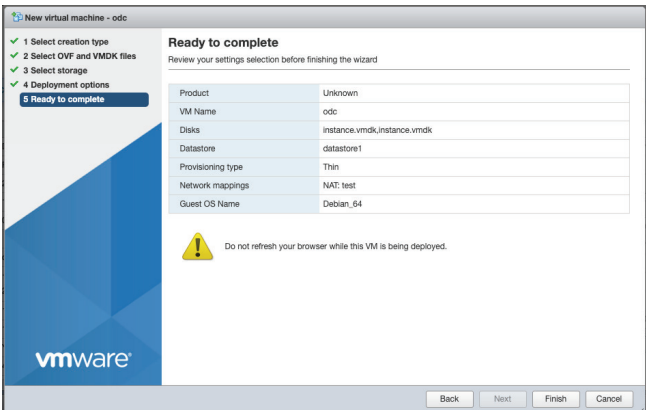 New virtual machine - odc
1 Select creation type
2 Select OVF and VMDK files
3 Select storage
4 Deployment options
5 Ready to complete
Ready to complete
Review your settings selection before finishing the wizard
Product Unknown
VM Name odc
Disks instance.vmdk,instance.vmdk
Datastore datastore1
Provisioning type Thin
Network mappings NAT: test
Guest OS Name Debian_64
Do not refresh your browser while this VM is being deployed.
vmware®
Back Next Finish Cancel